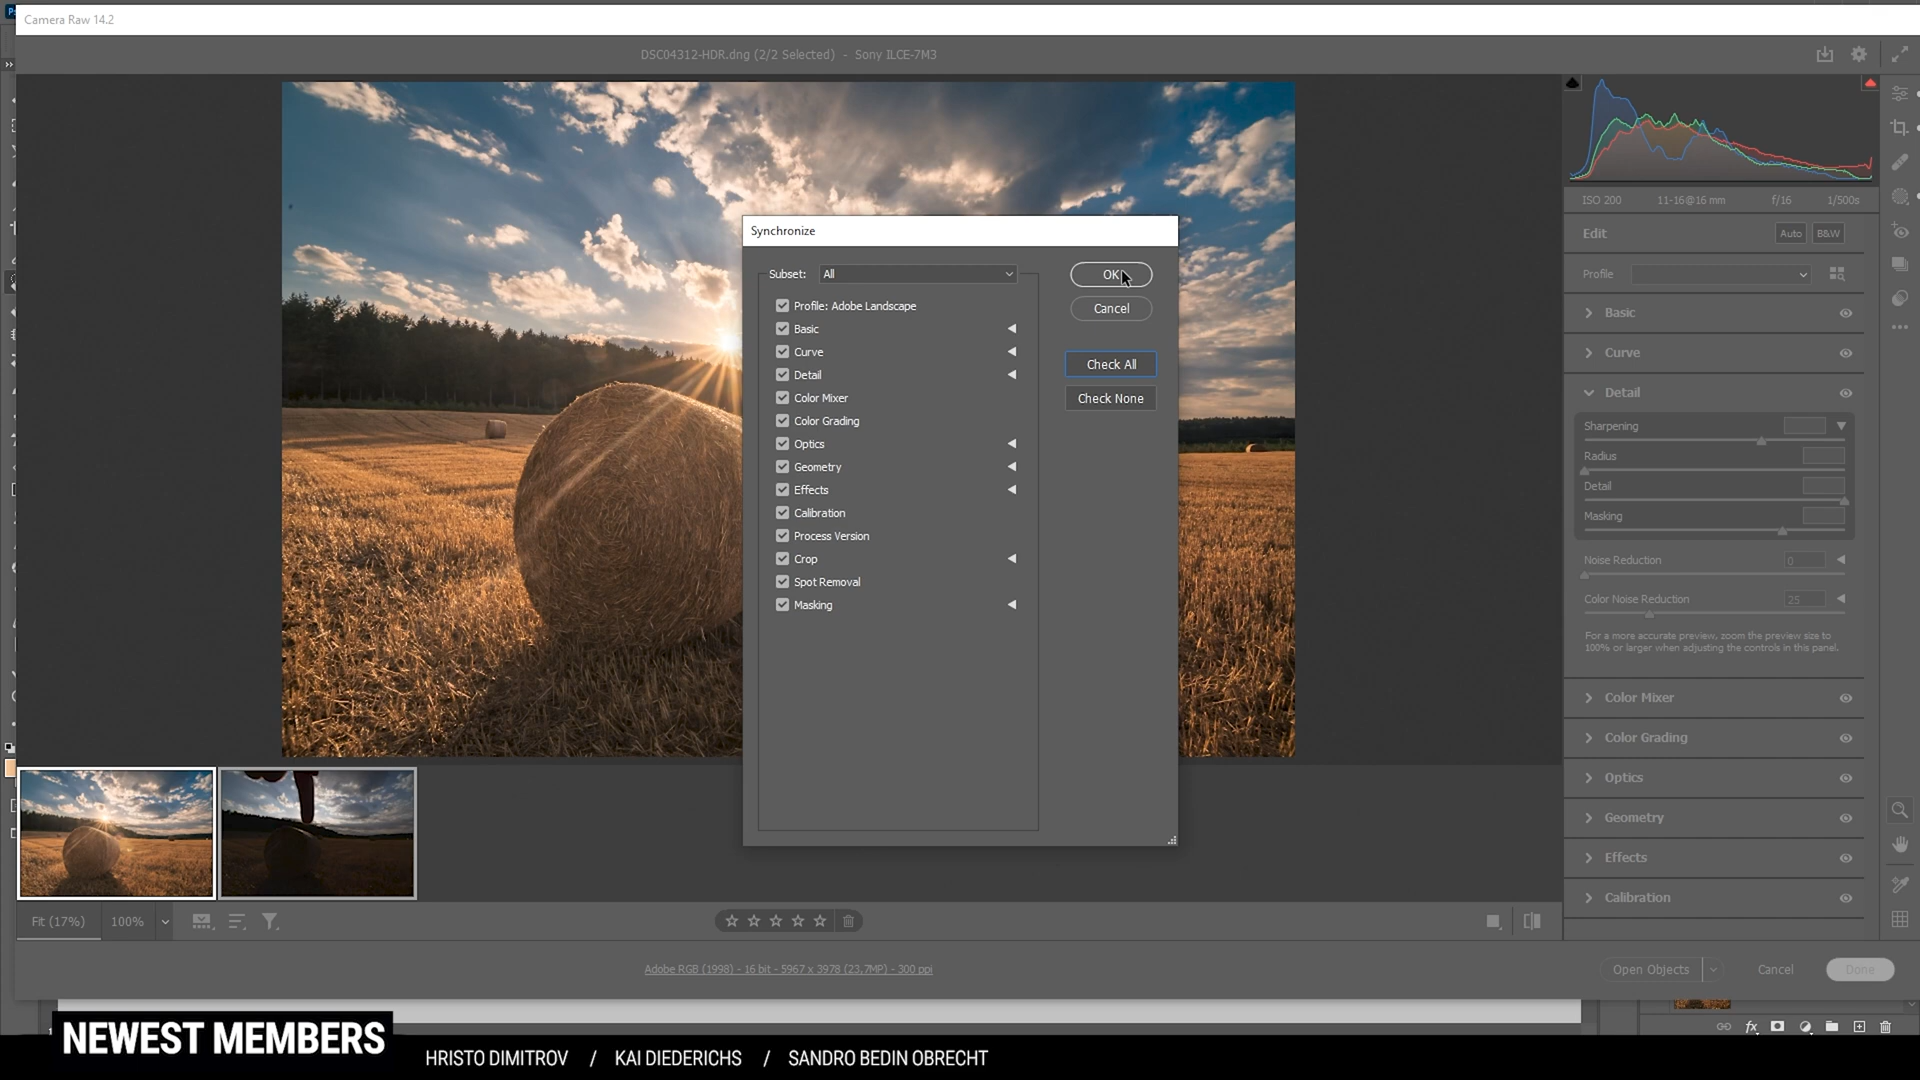 Camera Raw 14.2
DSC04312-HDR.dng (2/2 Selected) - Sony ILCE-7M3
ISO 200 11-16@16 mm f/16 1/500s
Edit Auto B&W
Profile
Basic
Curve
Detail
Sharpening
Radius
Detail
Masking
Noise Reduction 0
Color Noise Reduction 25
For a more accurate preview, zoom the preview size to
100% or larger when adjusting the controls in this panel.
Color Mixer
Color Grading
Optics
Geometry
Effects
Calibration
Synchronize
Subset: All
Profile: Adobe Landscape
Basic
Curve
Detail
Color Mixer
Color Grading
Optics
Geometry
Effects
Calibration
Process Version
Crop
Spot Removal
Masking
OK
Cancel
Check All
Check None
Fit (17%) 100%
Adobe RGB (1998) - 16 bit - 5967 x 3978 (23,7MP) - 300 ppi
Open Objects Cancel Done
fx
NEWEST MEMBERS
HRISTO DIMITROV / KAI DIEDERICHS / SANDRO BEDIN OBRECHT